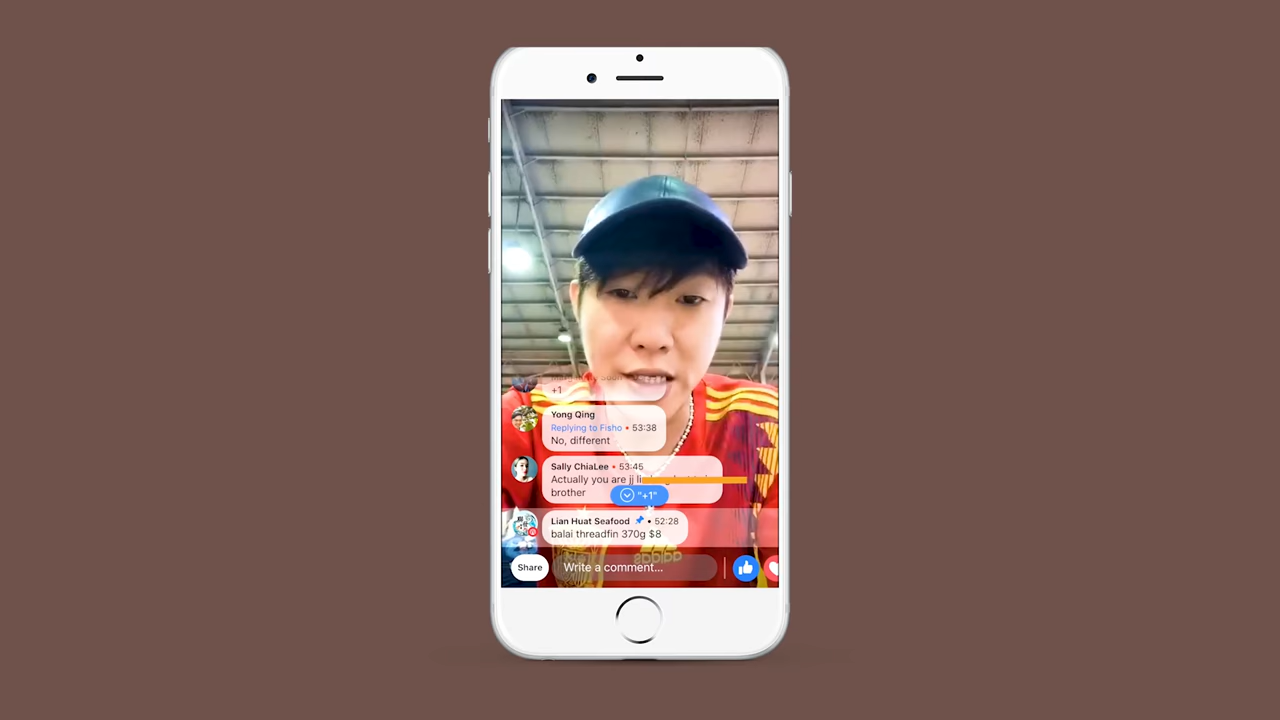 +1
Yong Qing
Replying to Fisho • 53:38
No, different
Sally ChiaLee • 53:45
Actually you are jj
brother
"+1"
Lian Huat Seafood • 52:28
balai threadfin 370g $8
Share
Write a comment...